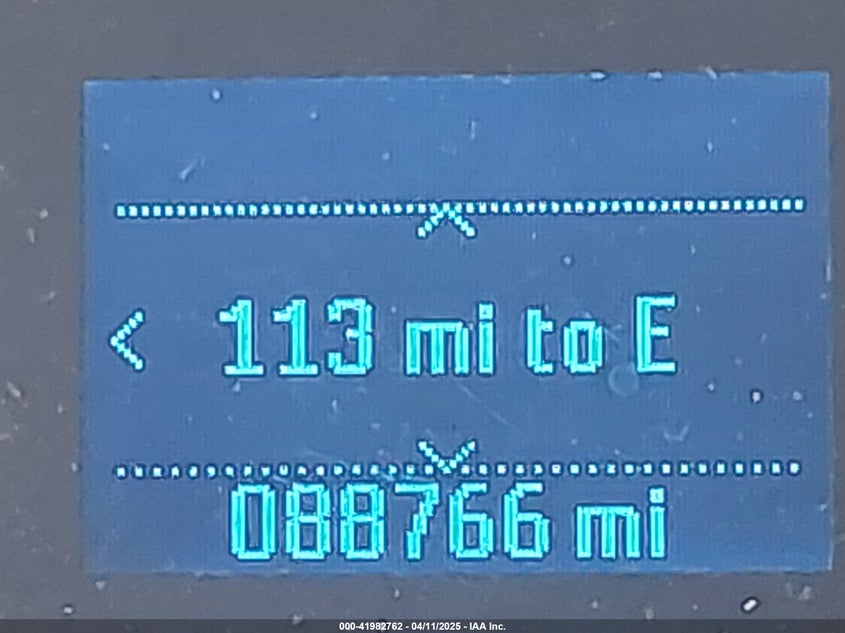 113 mi to E
088766 mi
000-41982762 - 04/11/2025 - IAA Inc.